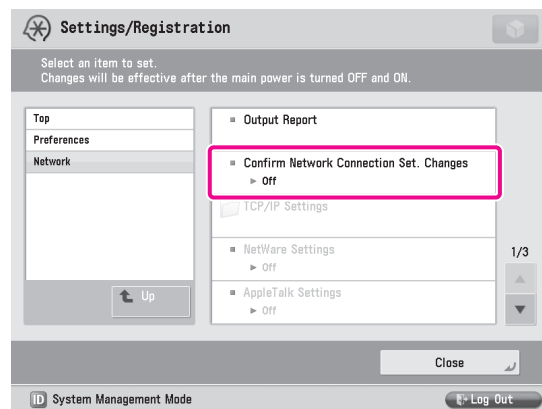 Settings/Registration
Select an item to set.
Changes will be effective after the main power is turned OFF and ON.
Top
Preferences
Network
Up
Output Report
Confirm Network Connection Set. Changes
► Off
TCP/IP Settings
NetWare Settings
► Off
AppleTalk Settings
► Off
1/3
Close
ID System Management Mode
Log Out